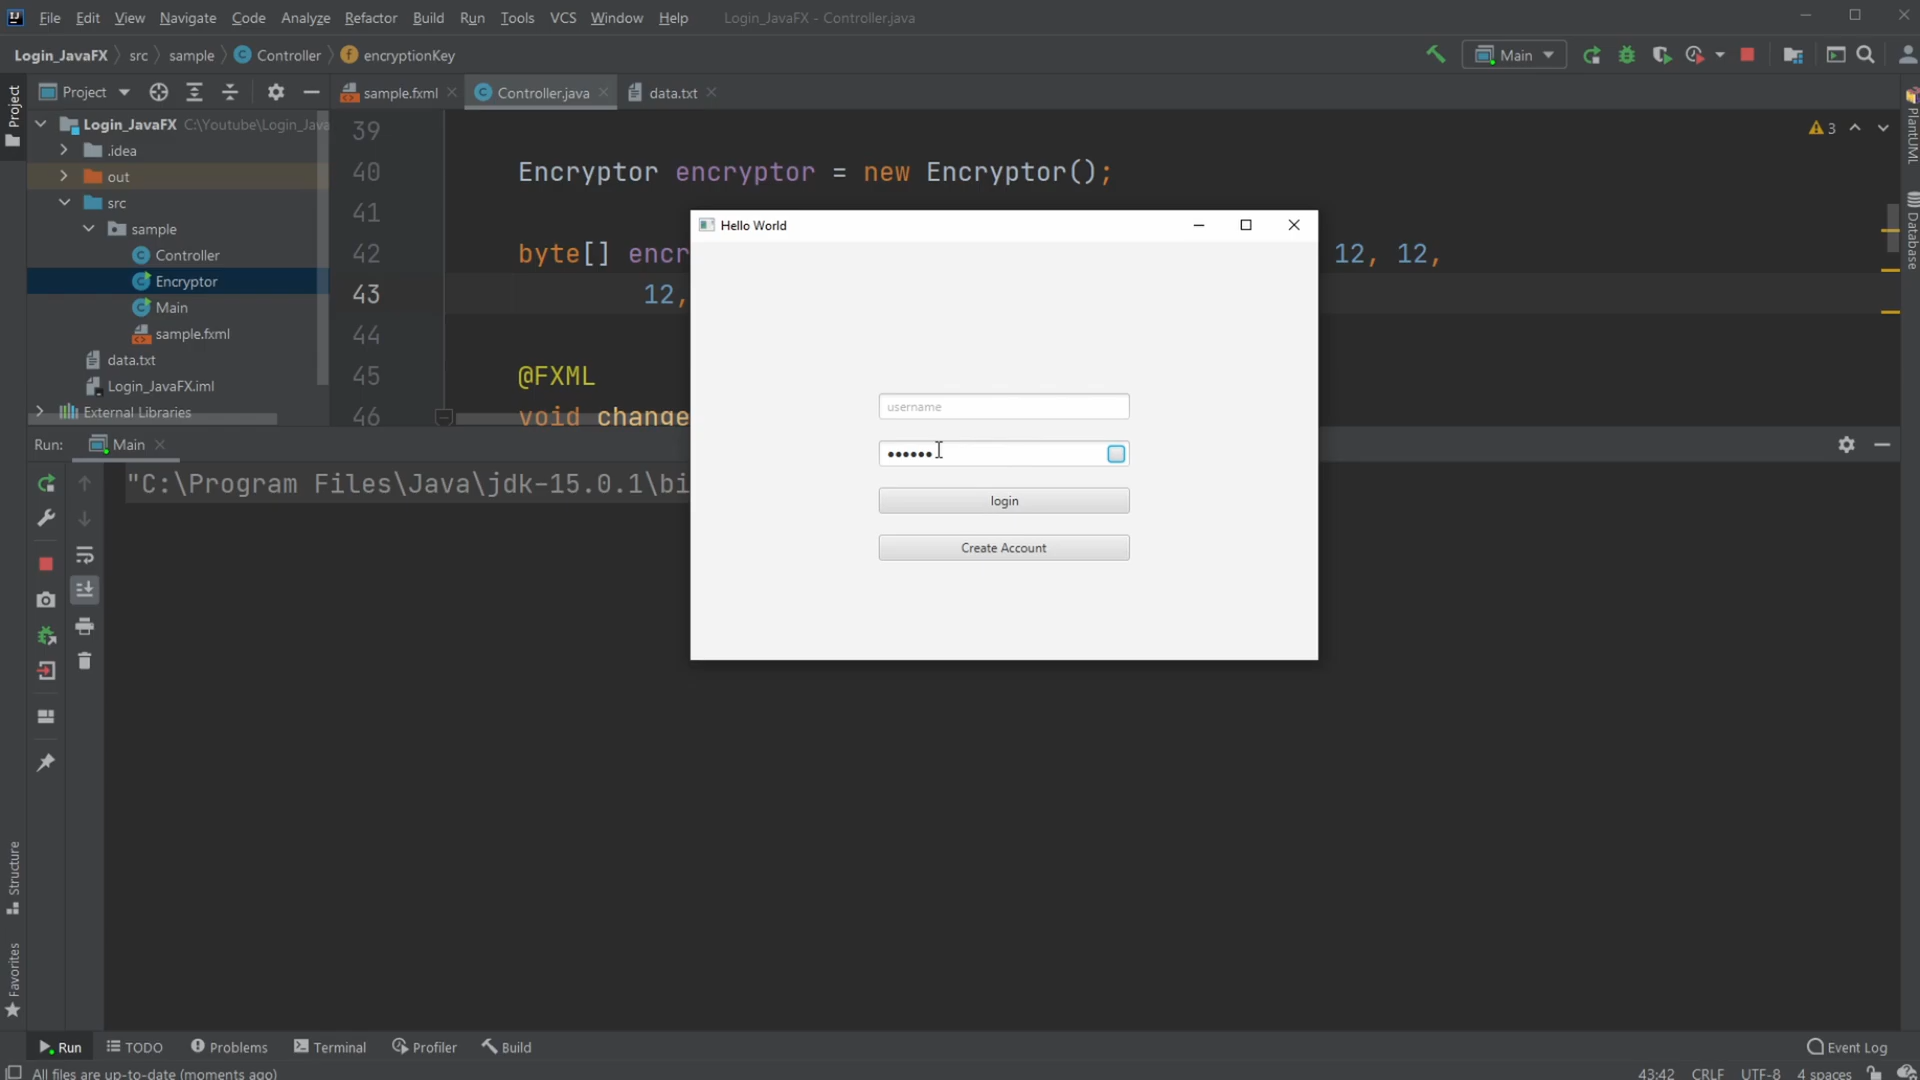 File Edit View Navigate Code Analyze Refactor Build Run Tools VCS Window Help Login_JavaFX - Controller.java
Login_JavaFX src sample Controller encryptionKey Main
Project sample.fxml Controller.java data.txt
Project
Login_JavaFX C:\Youtube\Login_Java
.idea
out
src
sample
Controller
Encryptor
Main
sample.fxml
data.txt
Login_JavaFX.iml
External Libraries
39
40 Encryptor encryptor = new Encryptor();
41
42 byte[] encr 12, 12,
43 12,
44
45 @FXML
46 void change
3
PlantUML
Database
Hello World
username
••••••
login
Create Account
Run: Main
"C:\Program Files\Java\jdk-15.0.1\bi
Structure
Favorites
Run TODO Problems Terminal Profiler Build Event Log
All files are up-to-date (moments ago) 43:42 CRLF UTF-8 4 spaces